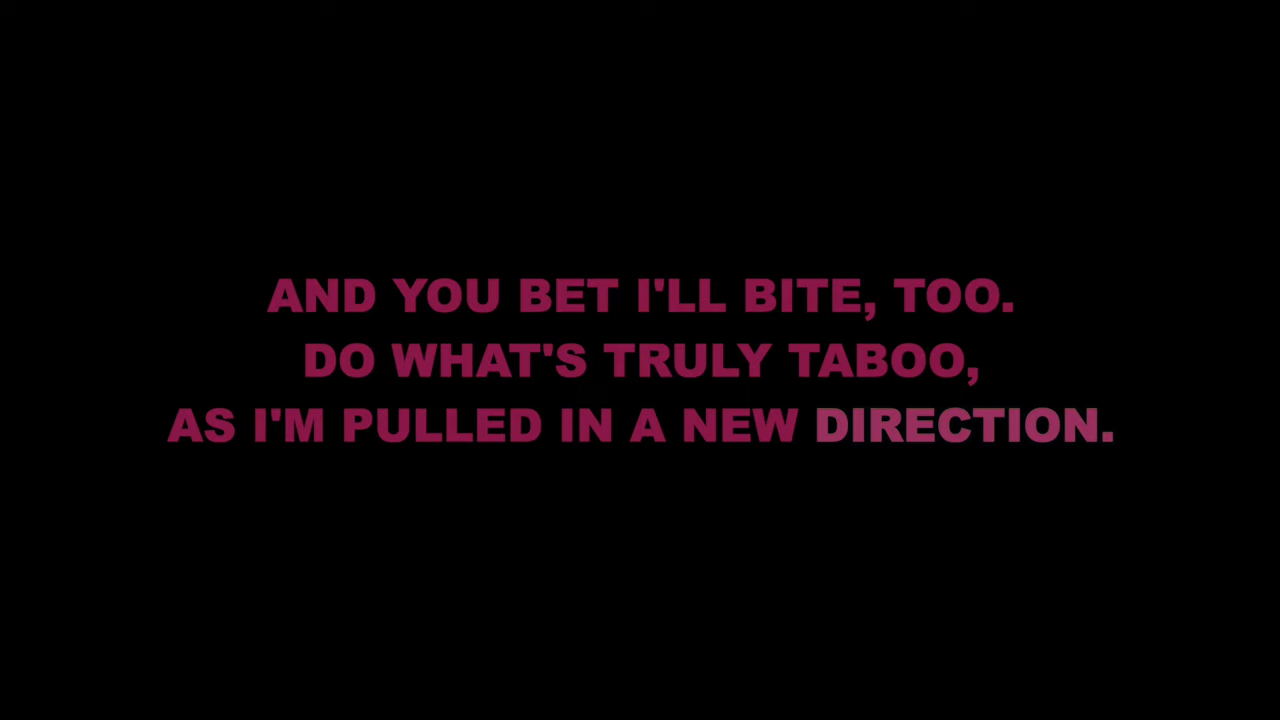 AND YOU BET I'LL BITE, TOO.
DO WHAT'S TRULY TABOO,
AS I'M PULLED IN A NEW DIRECTION.